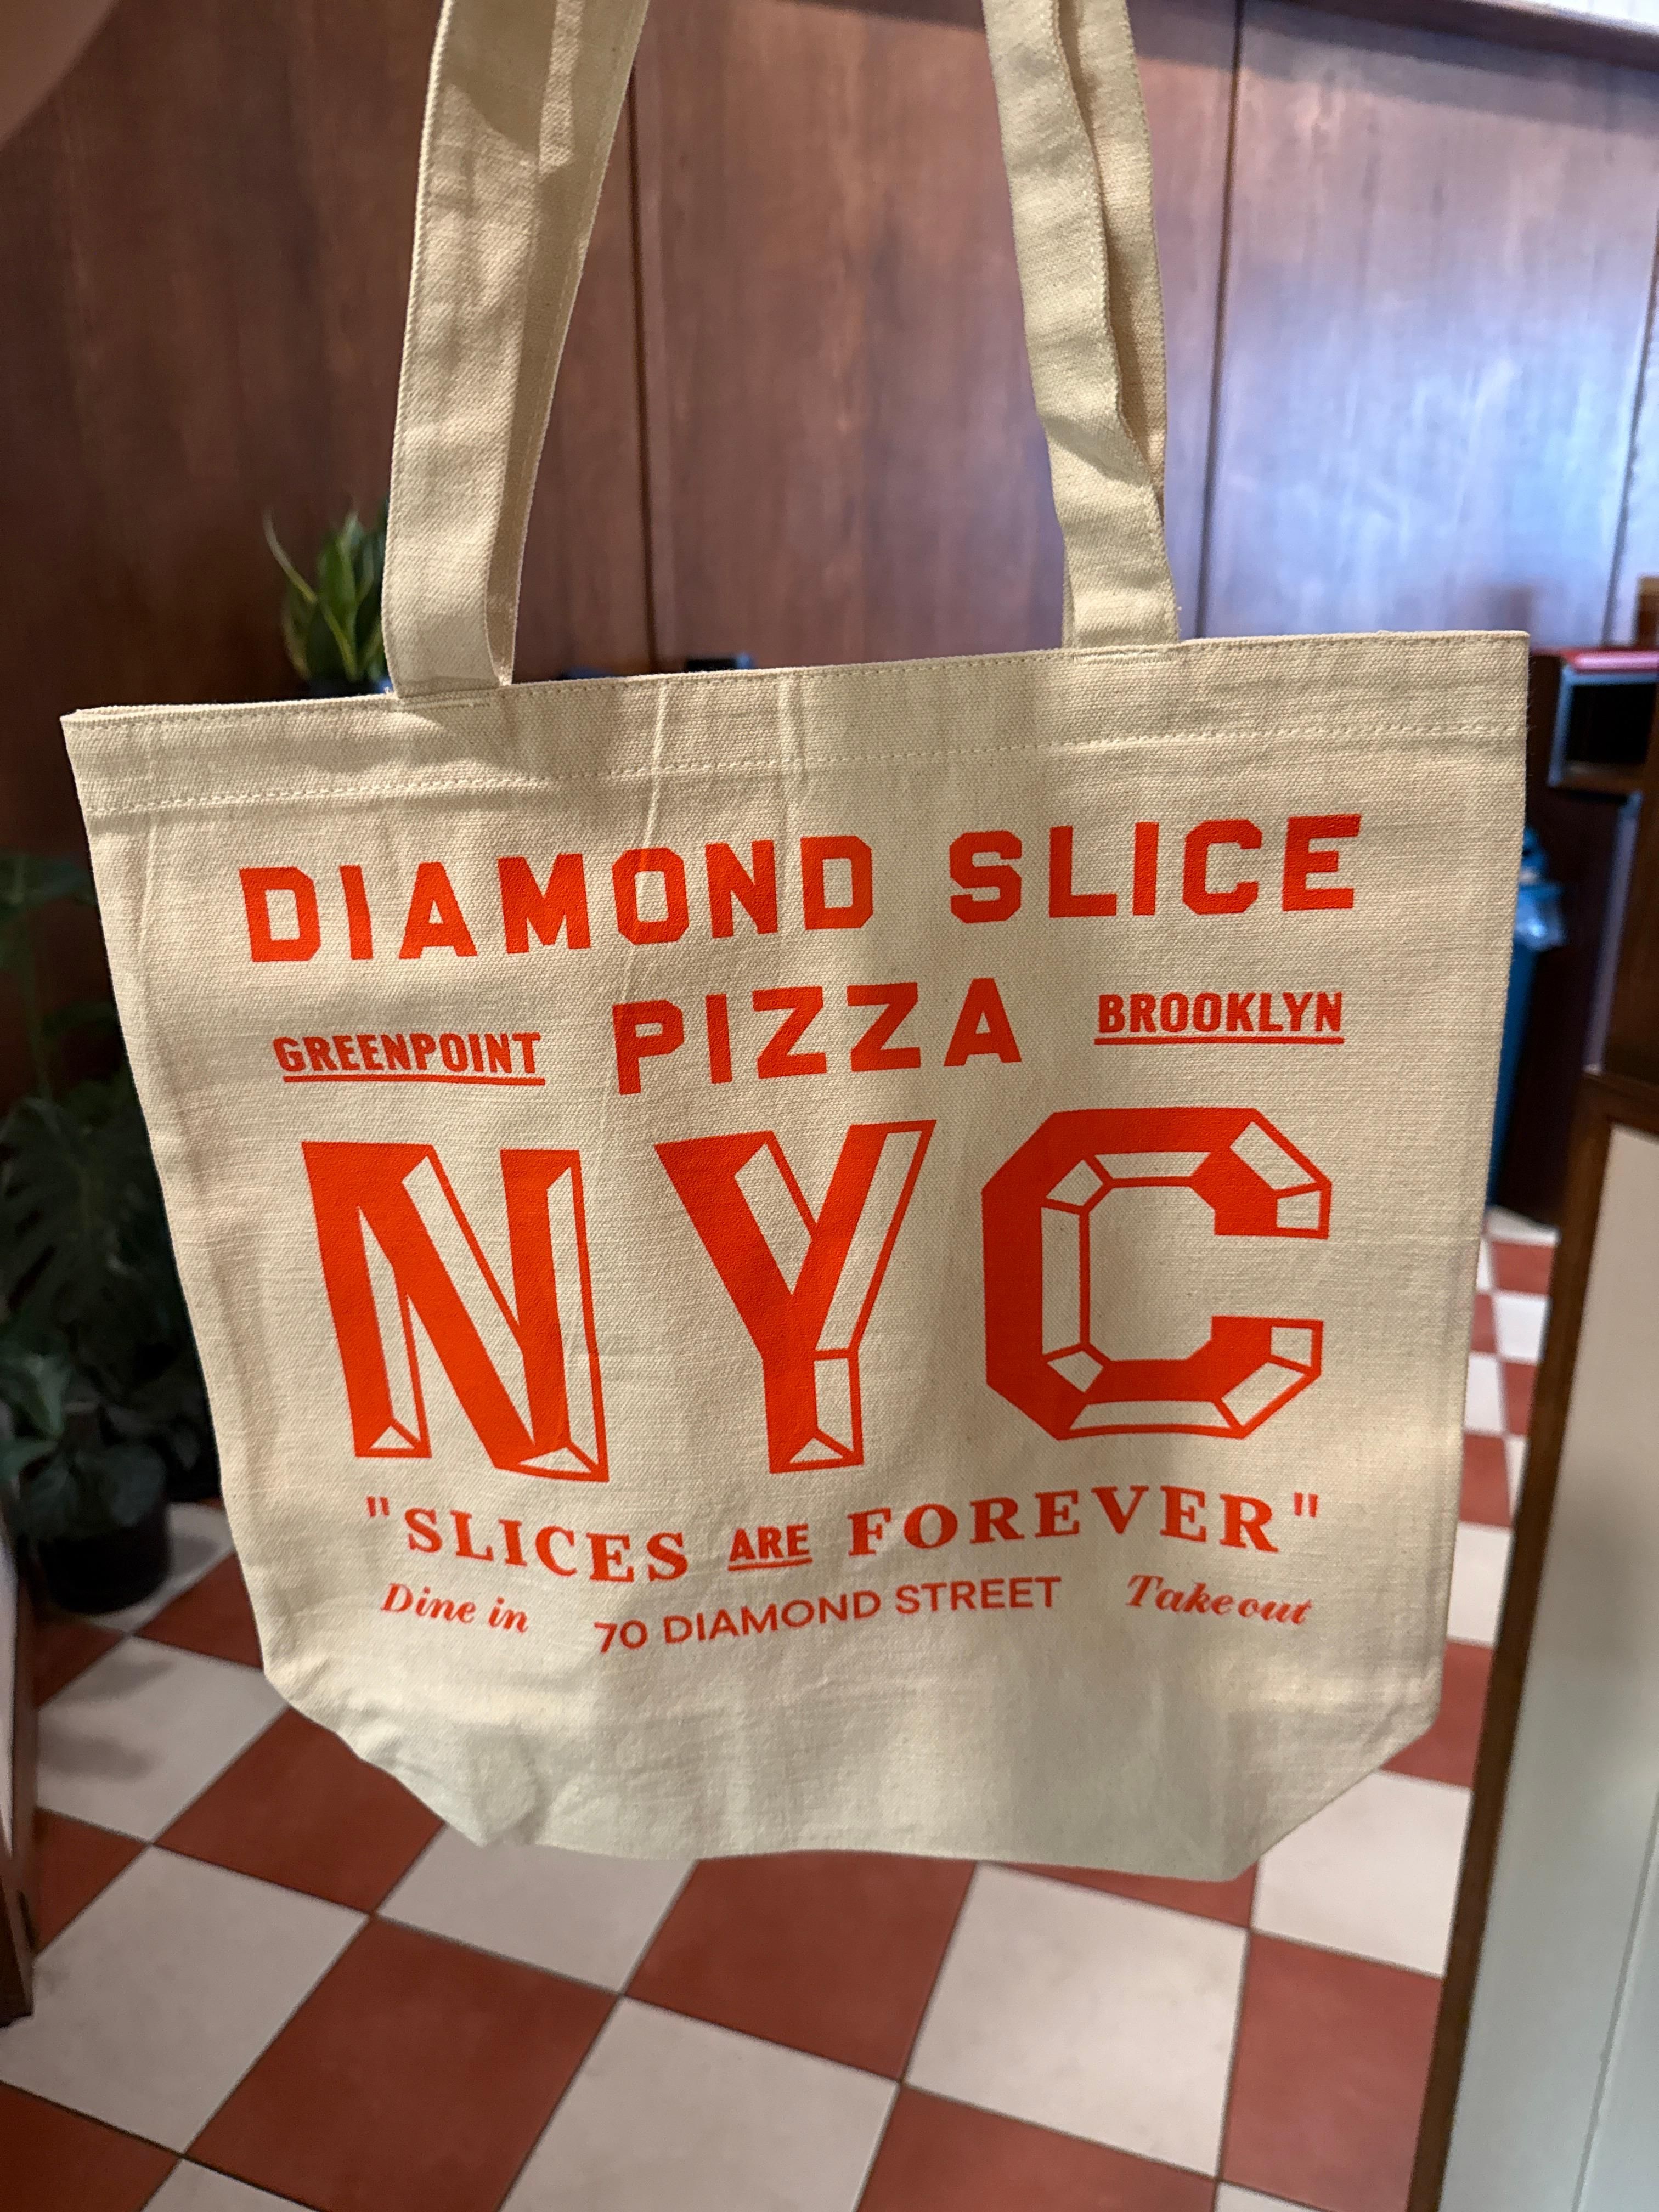 DIAMOND SLICE
GREENPOINT PIZZA BROOKLYN
NYC
"SLICES ARE FOREVER"
Dine in 70 DIAMOND STREET Takeout